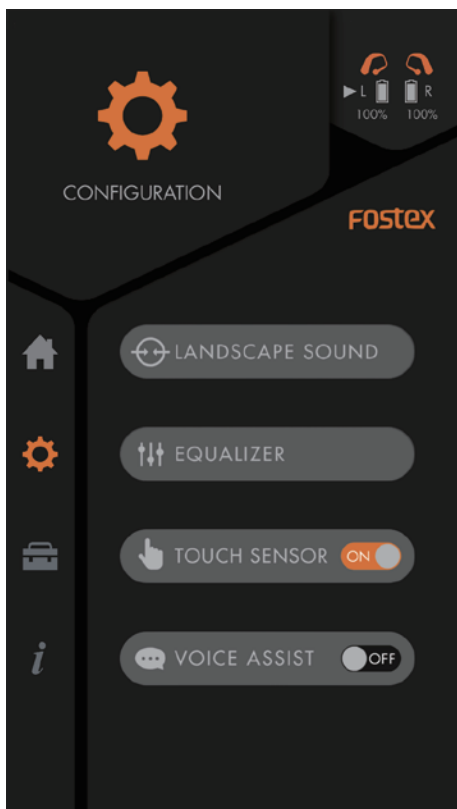 L R
100% 100%
CONFIGURATION
FOSTEX
LANDSCAPE SOUND
EQUALIZER
TOUCH SENSOR ON
i
VOICE ASSIST OFF